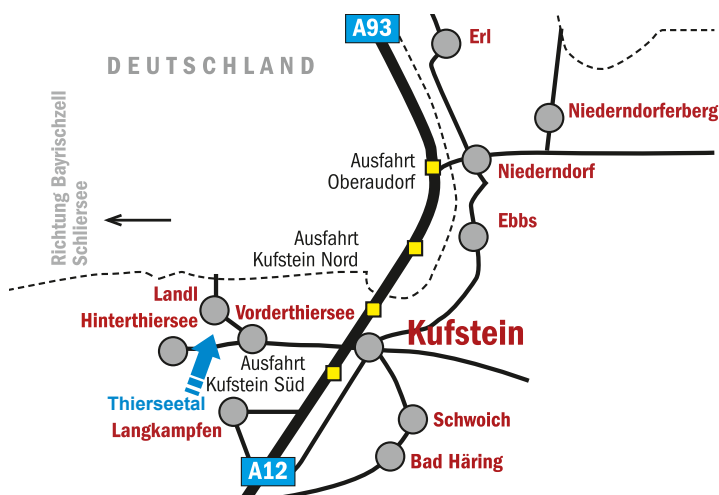 A93
Erl
DEUTSCHLAND
Richtung Bayrischzell
Schliersee
Niederndorferberg
Ausfahrt
Oberaudorf
Niederndorf
Ebbs
Ausfahrt
Kufstein Nord
Landl
Hinterthiersee
Vorderthiersee
Kufstein
Ausfahrt
Kufstein Süd
Thierseetal
Langkampfen
Schwoich
Bad Häring
A12